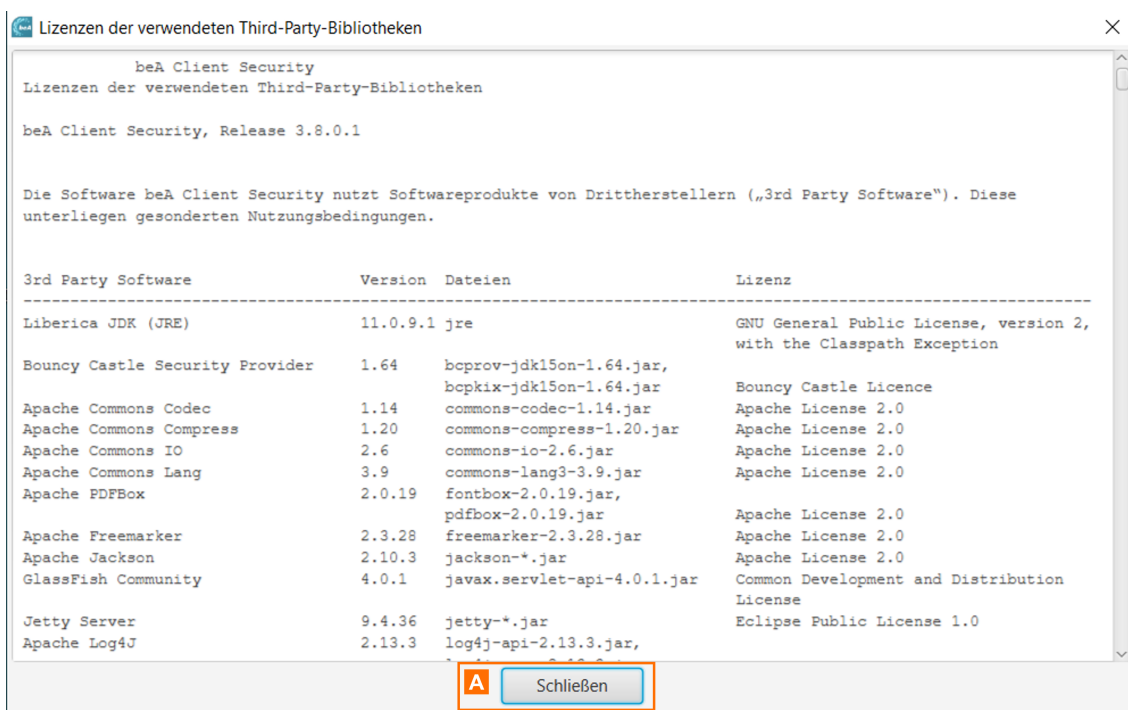 beA
Lizenzen der verwendeten Third-Party-Bibliotheken
beA Client Security
Lizenzen der verwendeten Third-Party-Bibliotheken
beA Client Security, Release 3.8.0.1
Die Software beA Client Security nutzt Softwareprodukte von Drittherstellern („3rd Party Software“). Diese
unterliegen gesonderten Nutzungsbedingungen.
3rd Party Software Version Dateien Lizenz
--------------------------------------------------------------------------------------------------------------------
Liberica JDK (JRE) 11.0.9.1 jre GNU General Public License, version 2,
with the Classpath Exception
Bouncy Castle Security Provider 1.64 bcprov-jdk15on-1.64.jar,
bcpkix-jdk15on-1.64.jar Bouncy Castle Licence
Apache Commons Codec 1.14 commons-codec-1.14.jar Apache License 2.0
Apache Commons Compress 1.20 commons-compress-1.20.jar Apache License 2.0
Apache Commons IO 2.6 commons-io-2.6.jar Apache License 2.0
Apache Commons Lang 3.9 commons-lang3-3.9.jar Apache License 2.0
Apache PDFBox 2.0.19 fontbox-2.0.19.jar,
pdfbox-2.0.19.jar Apache License 2.0
Apache Freemarker 2.3.28 freemarker-2.3.28.jar Apache License 2.0
Apache Jackson 2.10.3 jackson-*.jar Apache License 2.0
GlassFish Community 4.0.1 javax.servlet-api-4.0.1.jar Common Development and Distribution
License
Jetty Server 9.4.36 jetty-*.jar Eclipse Public License 1.0
Apache Log4J 2.13.3 log4j-api-2.13.3.jar,
A Schließen